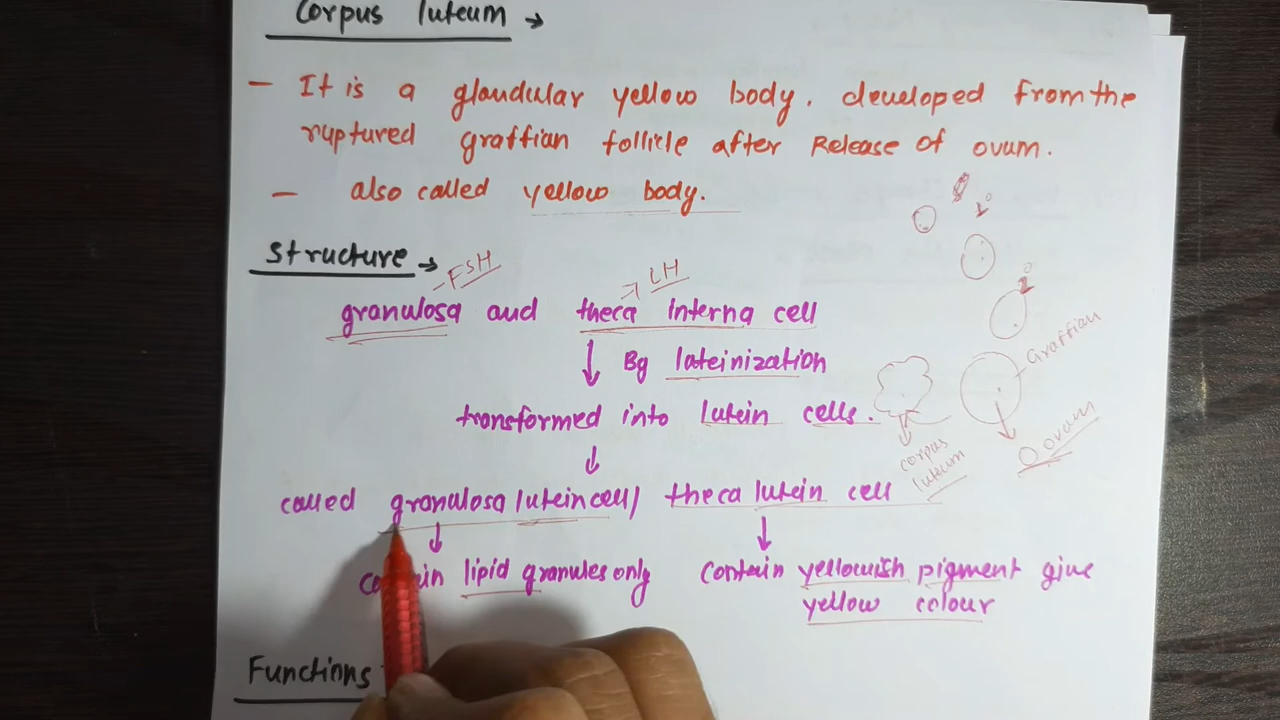 Corpus luteum →
- It is a glandular yellow body. developed from the
ruptured graffian follicle after Release of ovum.
- also called yellow body.
Structure →
FSH
LH
granulosa and theca interna cell
By lateinization
transformed into lutein cells.
Graffian
ovum
corpus
luteum
called granulosa lutein cell/ theca lutein cell
lipid granules only contain yellowish pigment give
yellow colour
Functions